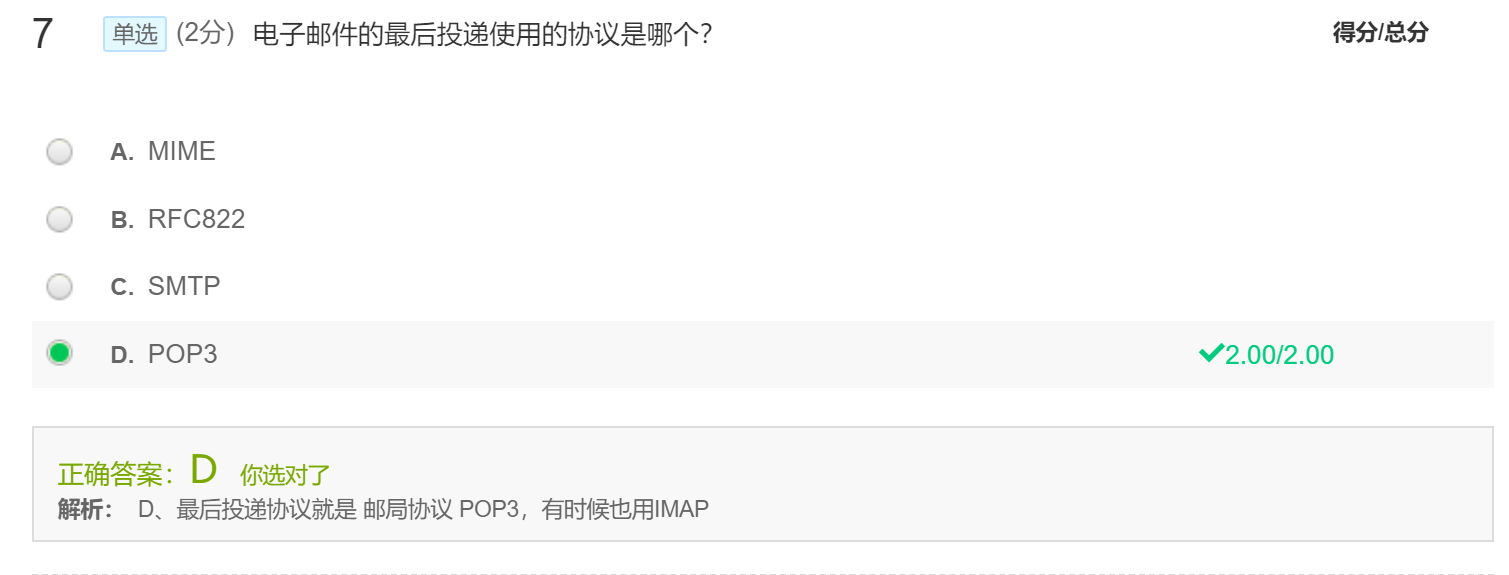 7 单选 (2分) 电子邮件的最后投递使用的协议是哪个? 得分/总分
A. MIME
B. RFC822
C. SMTP
D. POP3 2.00/2.00
正确答案：D 你选对了
解析： D、最后投递协议就是 邮局协议 POP3，有时候也用IMAP